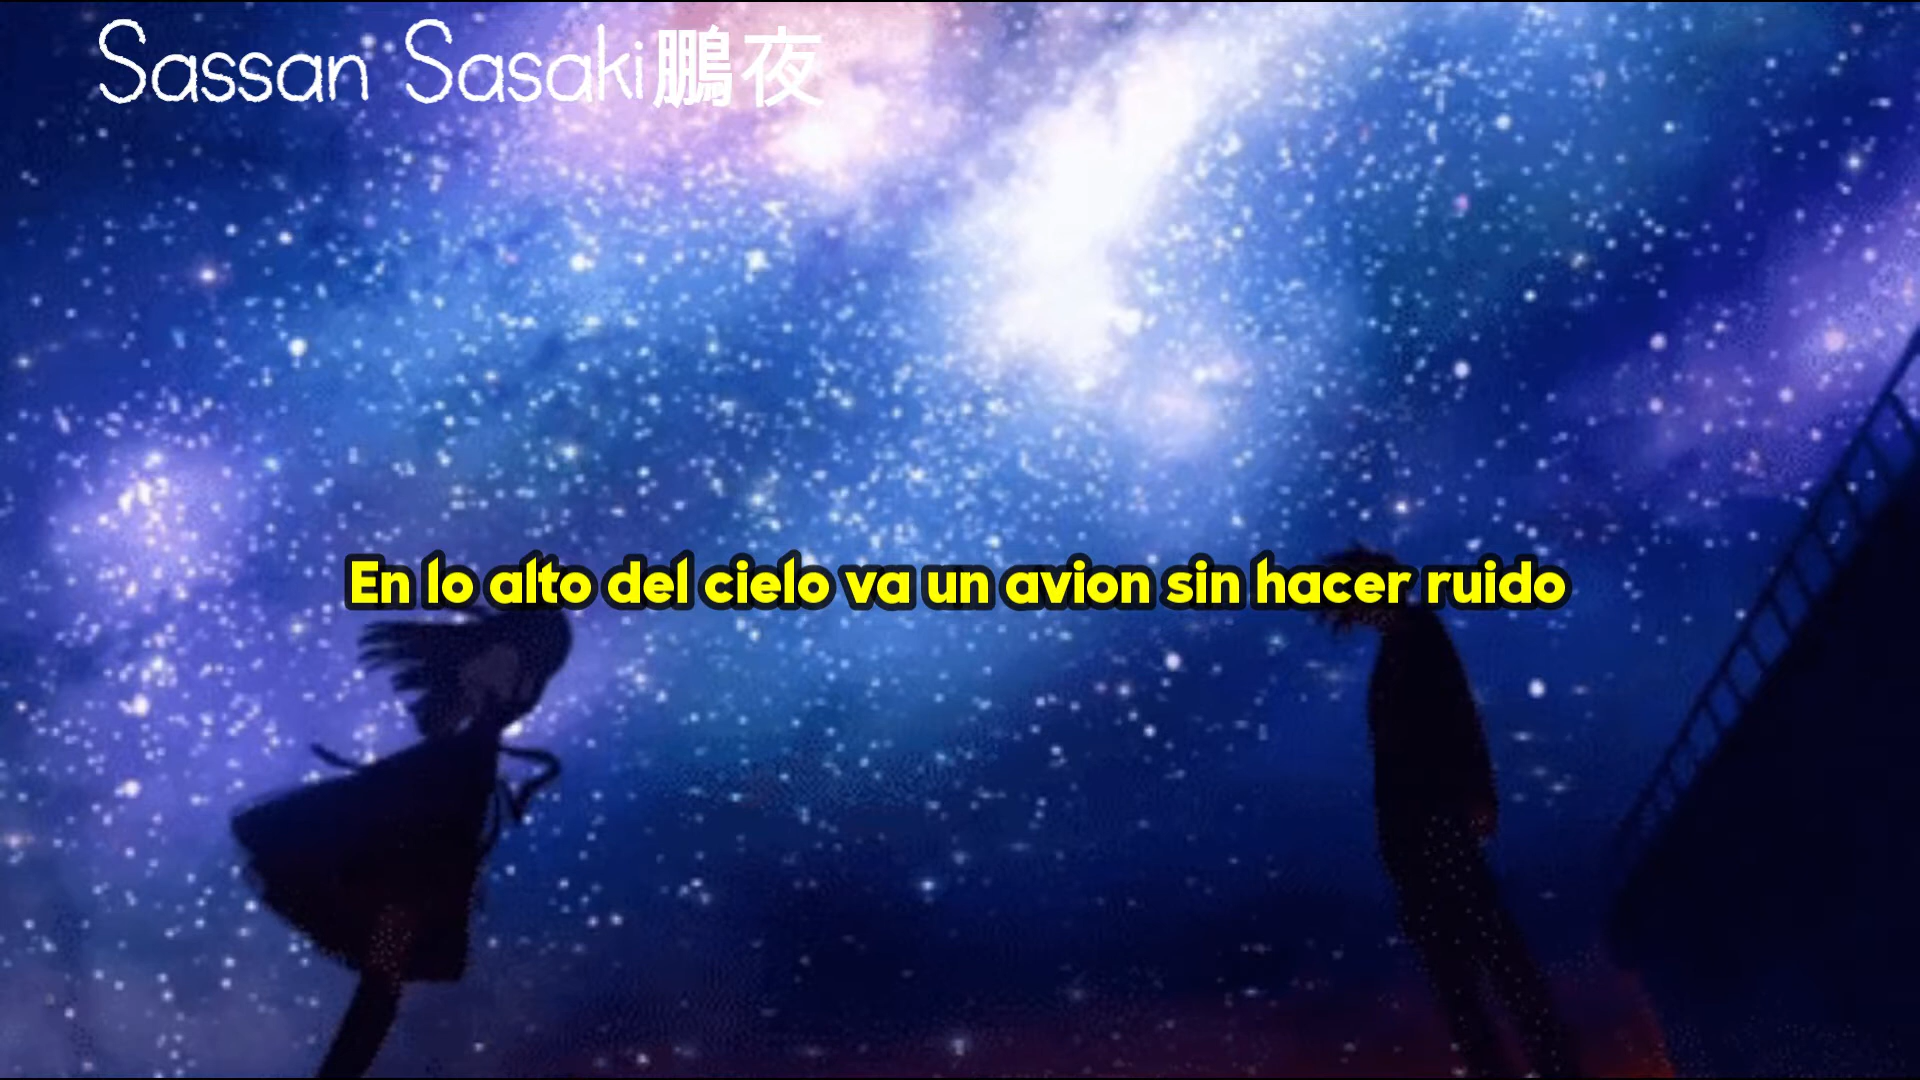 Sassan Sasaki鵬夜
En lo alto del cielo va un avion sin hacer ruido